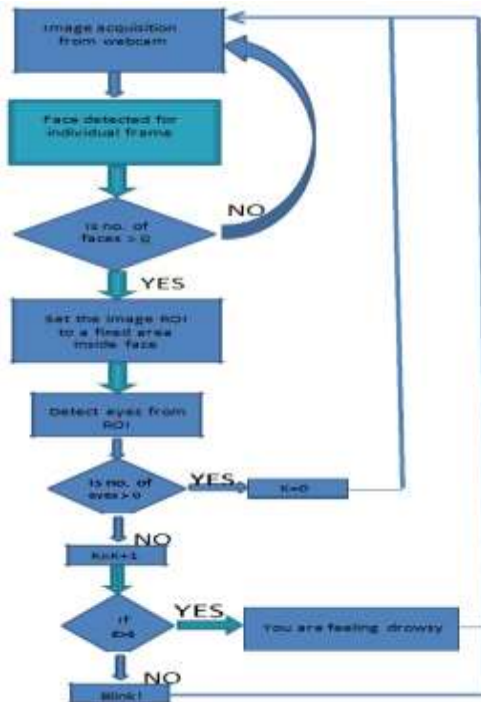 Image acquisition
from webcam
Face detected for
individual frame
Is no. of
faces > 0
NO
YES
Set the image ROI
to a fixed area
inside face
Detect eyes from
ROI
Is no. of
eyes > 0
YES
K=0
NO
K=K+1
If
YES
You are feeling drowsy
NO
Blink!